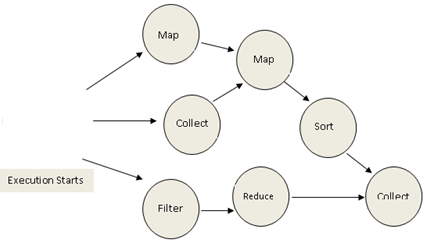 Map
Map
Collect
Sort
Execution Starts
Filter
Reduce
Collect